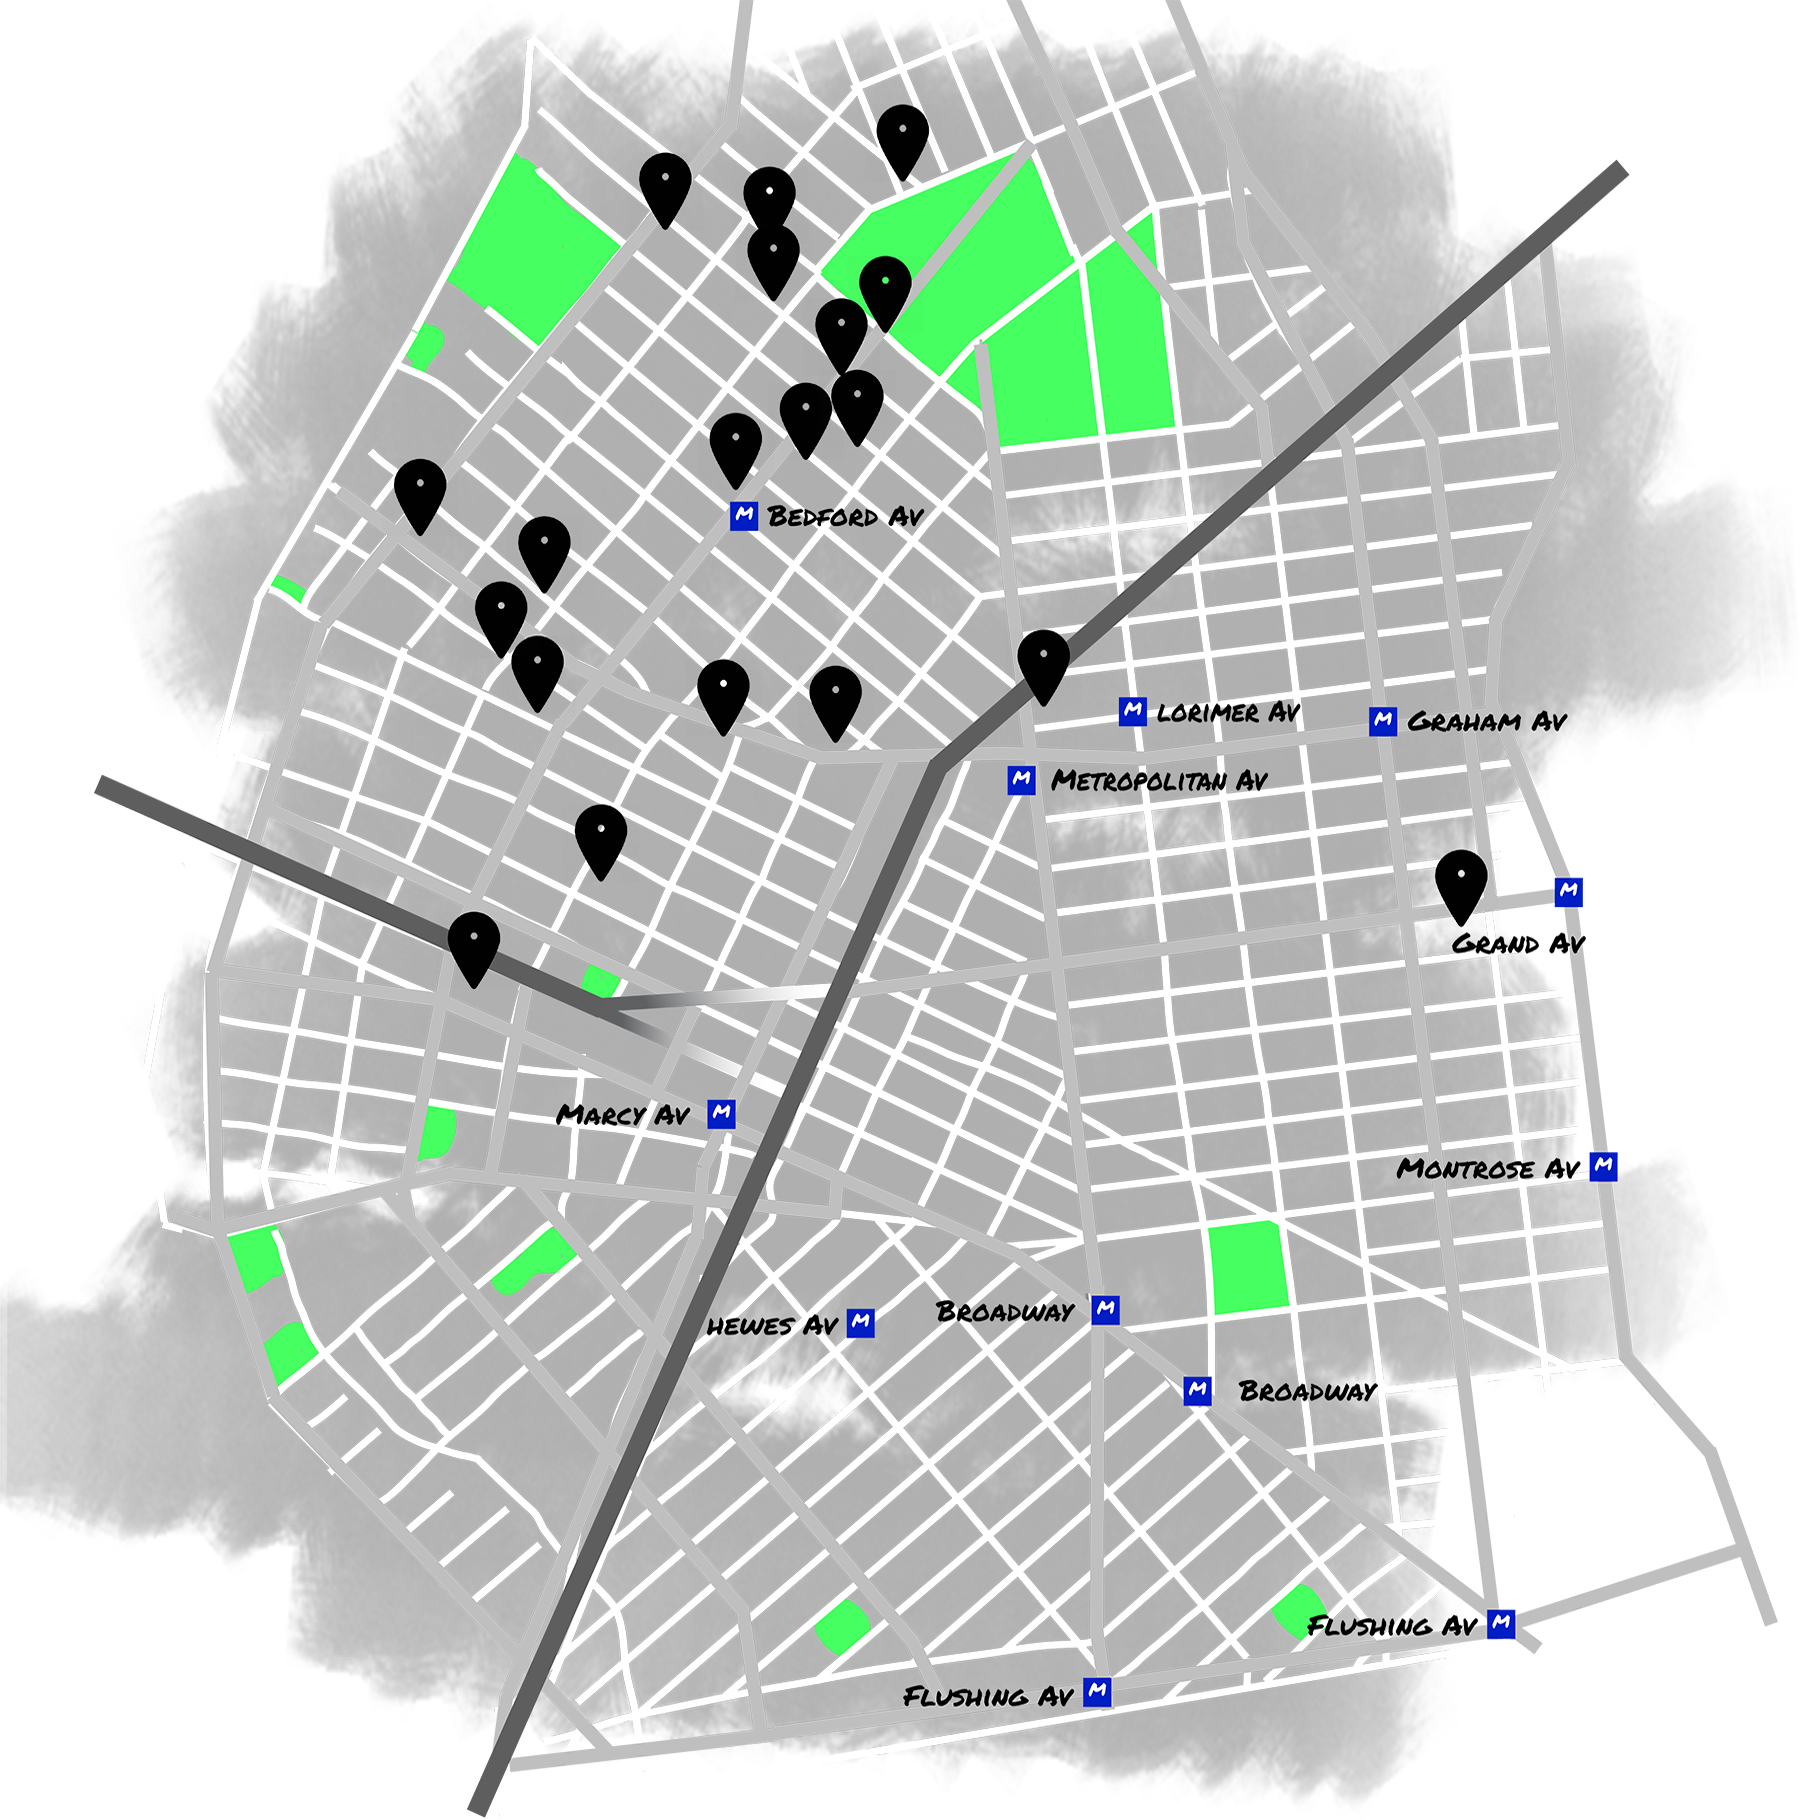 M Bedford Av
M Lorimer Av
M Graham Av
M Metropolitan Av
M
Grand Av
Marcy Av M
Montrose Av M
Hewes Av M
Broadway M
M Broadway
Flushing Av M
Flushing Av M